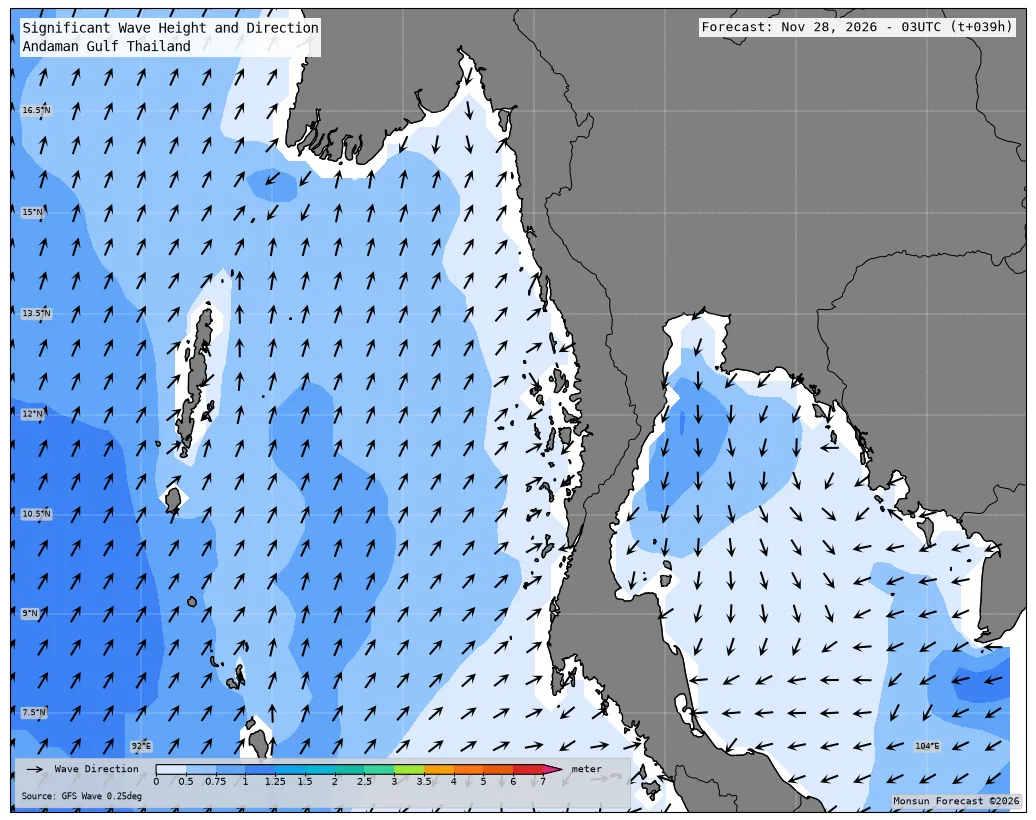 Significant Wave Height and Direction
Andaman Gulf Thailand
Forecast: Nov 28, 2026 - 03UTC (t+039h)
16.5°N
15°N
13.5°N
12°N
10.5°N
9°N
7.5°N
92°E
104°E
Wave Direction
0 0.5 0.75 1 1.25 1.5 2 2.5 3 3.5 4 5 6 7
meter
Source: GFS Wave 0.25deg
Monsun Forecast ©2026